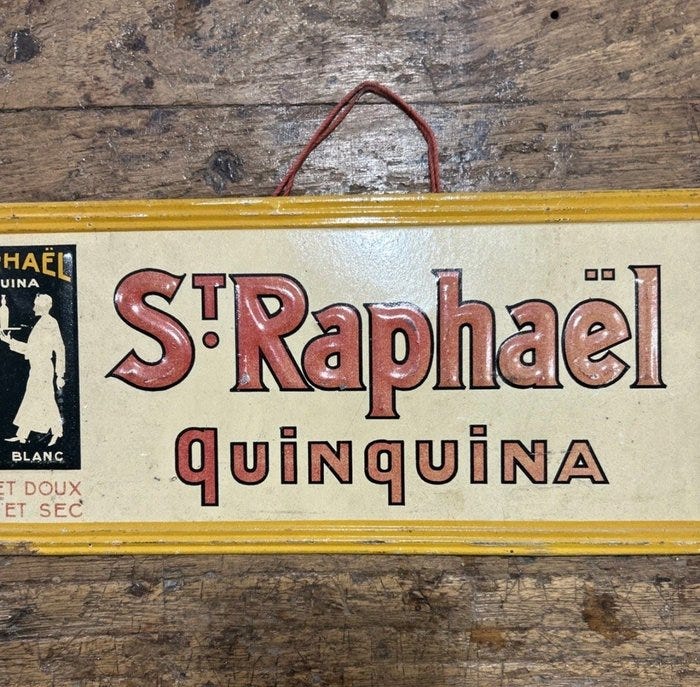 PHAËL
UINA
BLANC
ET DOUX
ET SEC
ST. Raphaël
QUINQUINA